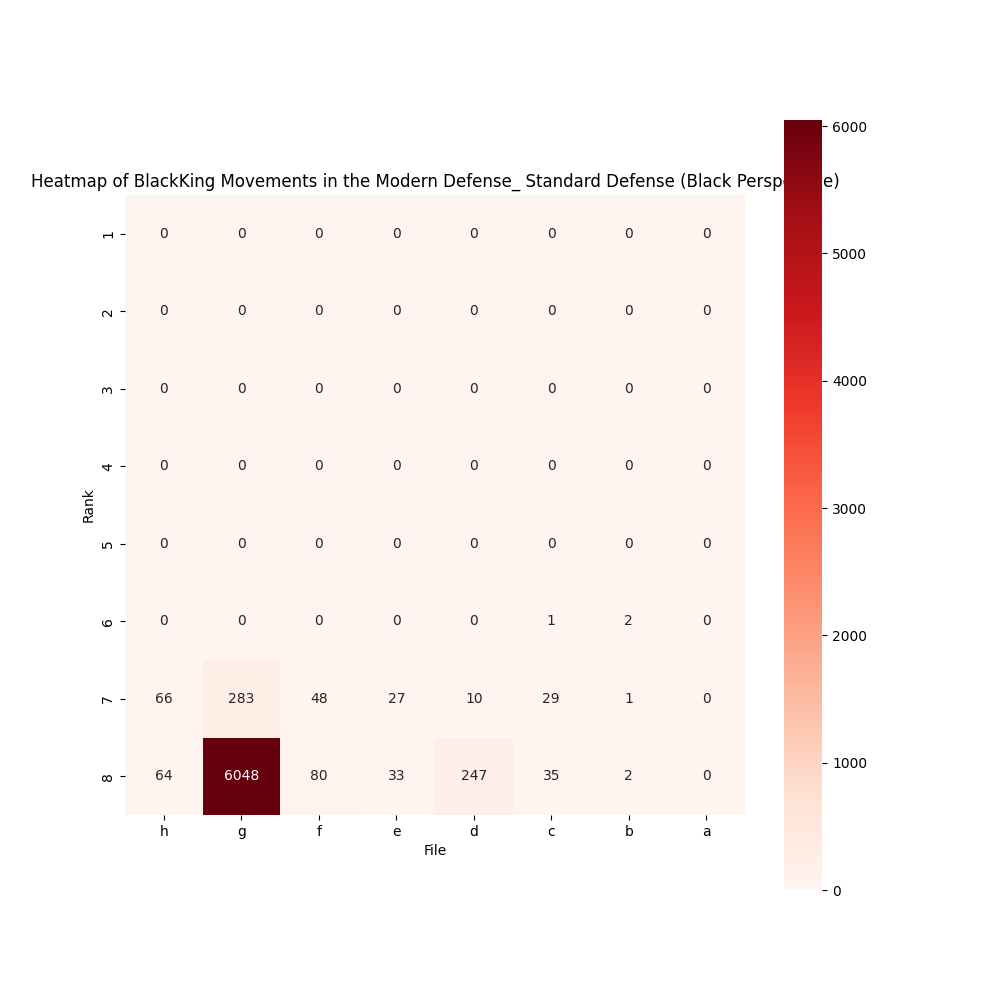 Heatmap of BlackKing Movements in the Modern Defense_ Standard Defense (Black Persp e)
1 0 0 0 0 0 0 0 0
2 0 0 0 0 0 0 0 0
3 0 0 0 0 0 0 0 0
4 0 0 0 0 0 0 0 0
5 0 0 0 0 0 0 0 0
6 0 0 0 0 0 1 2 0
7 66 283 48 27 10 29 1 0
8 64 6048 80 33 247 35 2 0
h g f e d c b a
File
Rank
6000
5000
4000
3000
2000
1000
0